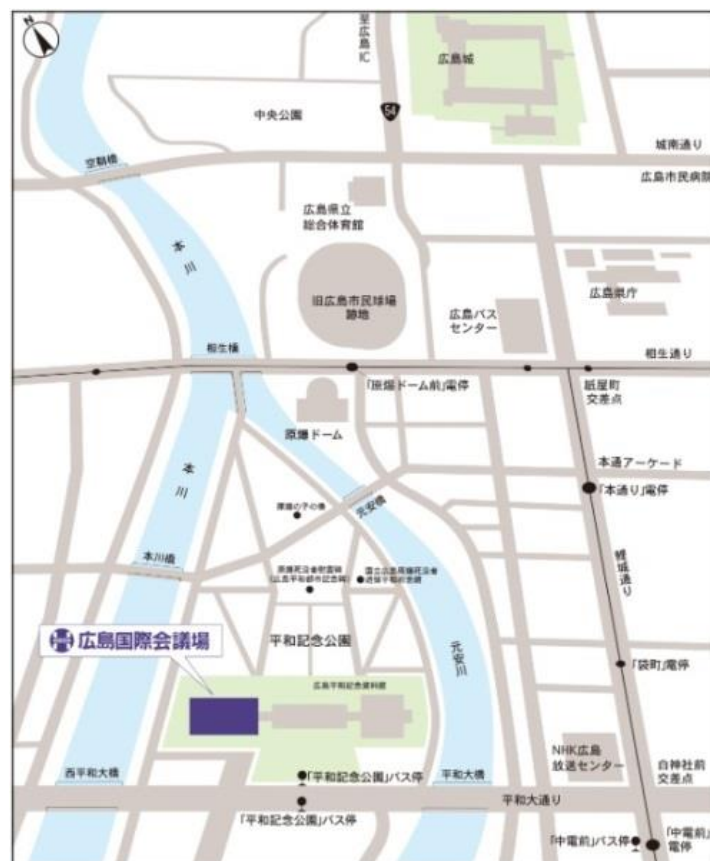 N
至広島IC
54
広島城
中央公園
城南通り
空鞘橋
広島市民病院
広島県立
総合体育館
本川
旧広島市民球場
跡地
広島バス
センター
広島県庁
相生橋
相生通り
「原爆ドーム前」電停
紙屋町
交差点
原爆ドーム
本通アーケード
本川
「本通り」電停
原爆の子の像
元安橋
本川橋
原爆死没者慰霊碑
(広島平和都市記念碑)
国立広島原爆死没者
追悼平和祈念館
鯉城通り
広島国際会議場
平和記念公園
元安川
「袋町」電停
広島平和記念資料館
NHK広島
放送センター
白神社前
交差点
西平和大橋
「平和記念公園」バス停
平和大橋
平和大通り
「平和記念公園」バス停
「中電前」バス停
「中電前」
電停